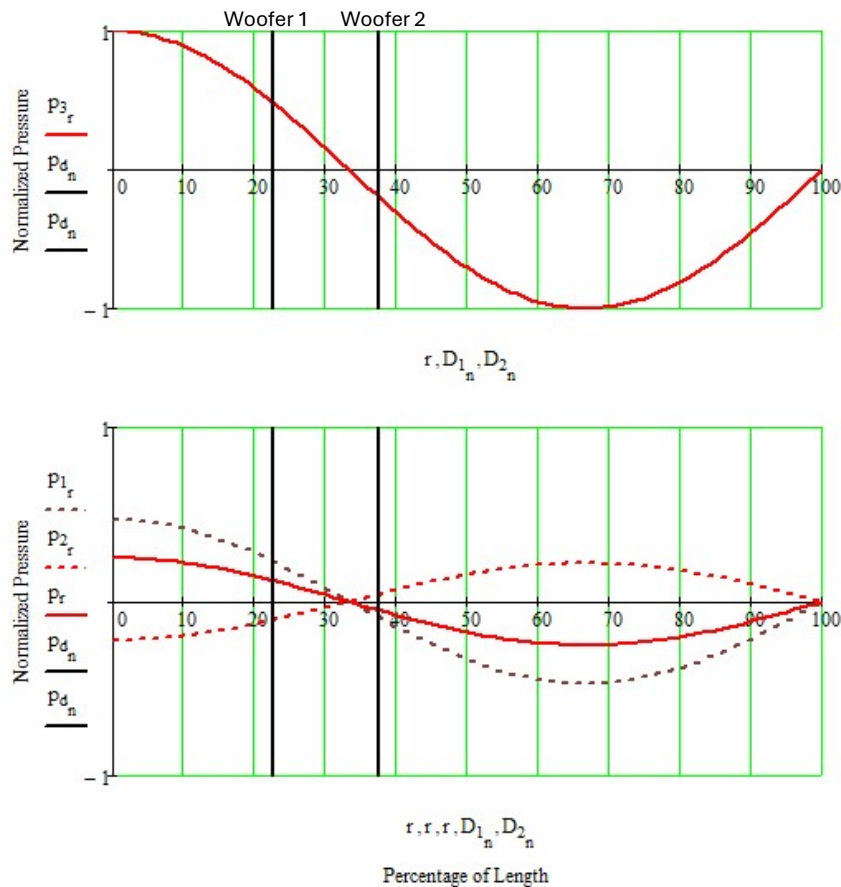 Woofer 1 Woofer 2
1
p3r
pdn
pdn
Normalized Pressure
0 10 20 30 40 50 60 70 80 90 100
−1
r,D1n,D2n
1
p1r
p2r
pr
pdn
pdn
Normalized Pressure
0 10 20 30 40 50 60 70 80 90 100
−1
r,r,r,D1n,D2n
Percentage of Length